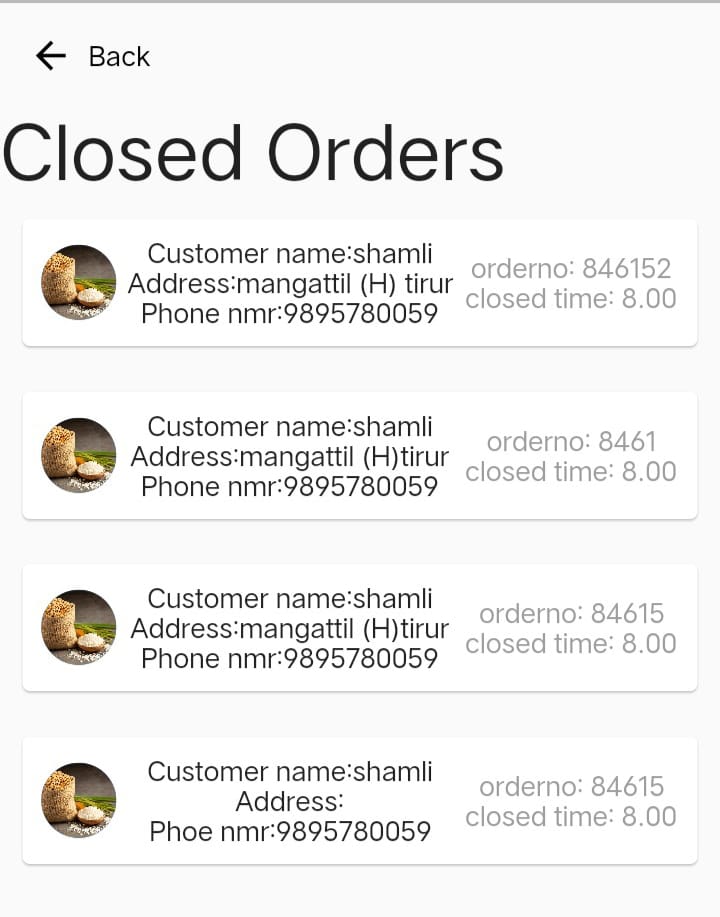 Back
Closed Orders
Customer name:shamli
Address:mangattil (H) tirur
Phone nmr:9895780059
orderno: 846152
closed time: 8.00
Customer name:shamli
Address:mangattil (H)tirur
Phone nmr:9895780059
orderno: 8461
closed time: 8.00
Customer name:shamli
Address:mangattil (H)tirur
Phone nmr:9895780059
orderno: 84615
closed time: 8.00
Customer name:shamli
Address:
Phoe nmr:9895780059
orderno: 84615
closed time: 8.00